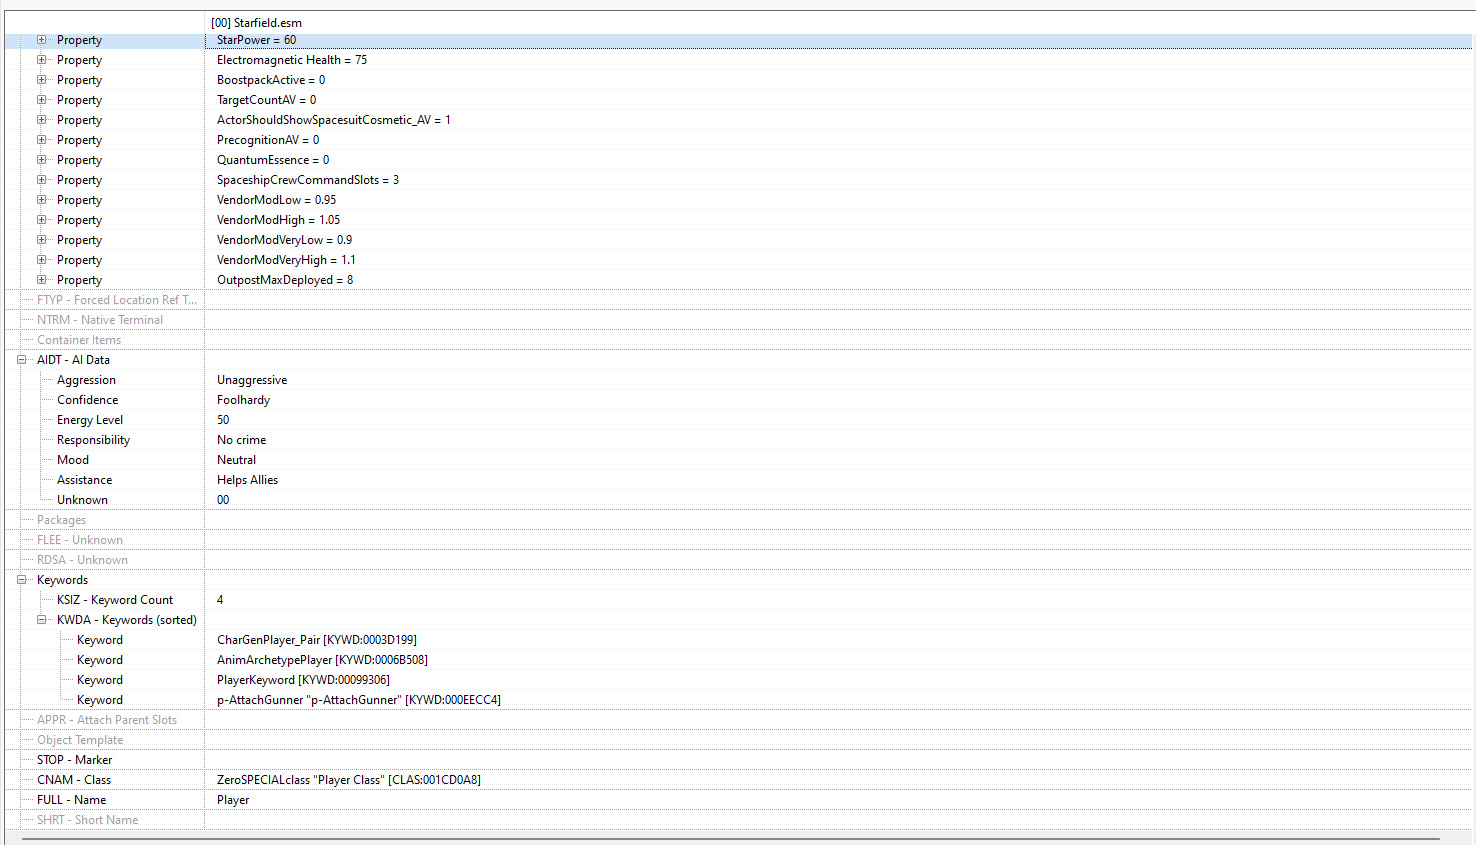 [00] Starfield.esm
Property StarPower = 60
Property Electromagnetic Health = 75
Property BoostpackActive = 0
Property TargetCountAV = 0
Property ActorShouldShowSpacesuitCosmetic_AV = 1
Property PrecognitionAV = 0
Property QuantumEssence = 0
Property SpaceshipCrewCommandSlots = 3
Property VendorModLow = 0.95
Property VendorModHigh = 1.05
Property VendorModVeryLow = 0.9
Property VendorModVeryHigh = 1.1
Property OutpostMaxDeployed = 8
FTYP - Forced Location Ref T...
NTRM - Native Terminal
Container Items
AIDT - AI Data
Aggression Unaggressive
Confidence Foolhardy
Energy Level 50
Responsibility No crime
Mood Neutral
Assistance Helps Allies
Unknown 00
Packages
FLEE - Unknown
RDSA - Unknown
Keywords
KSIZ - Keyword Count 4
KWDA - Keywords (sorted)
Keyword CharGenPlayer_Pair [KYWD:0003D199]
Keyword AnimArchetypePlayer [KYWD:0006B508]
Keyword PlayerKeyword [KYWD:00099306]
Keyword p-AttachGunner "p-AttachGunner" [KYWD:000EECC4]
APPR - Attach Parent Slots
Object Template
STOP - Marker
CNAM - Class ZeroSPECIALclass "Player Class" [CLAS:001CD0A8]
FULL - Name Player
SHRT - Short Name